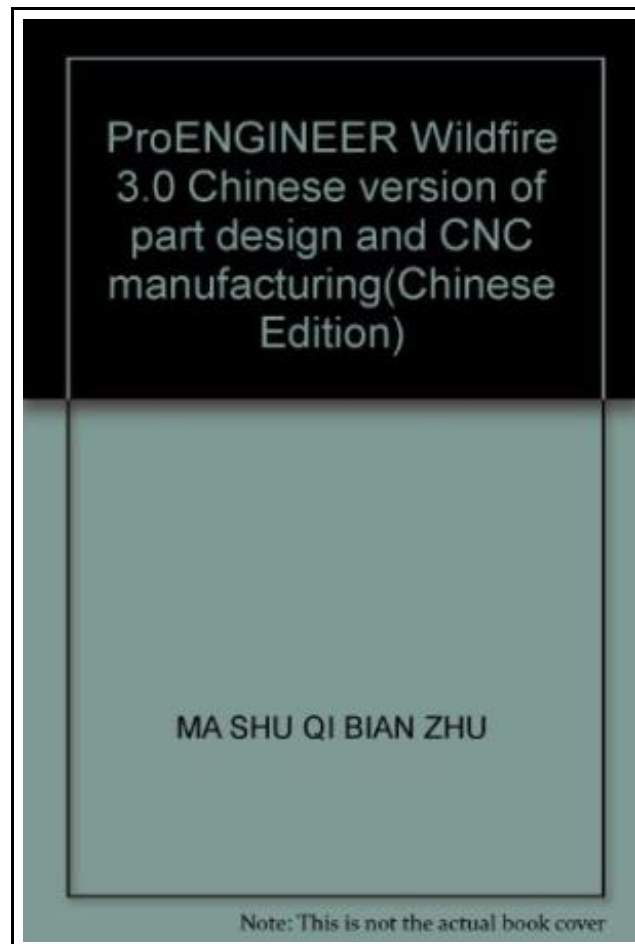 ProENGINEER Wildfire
3.0 Chinese version of
part design and CNC
manufacturing(Chinese
Edition)
MA SHU QI BIAN ZHU
Note: This is not the actual book cover